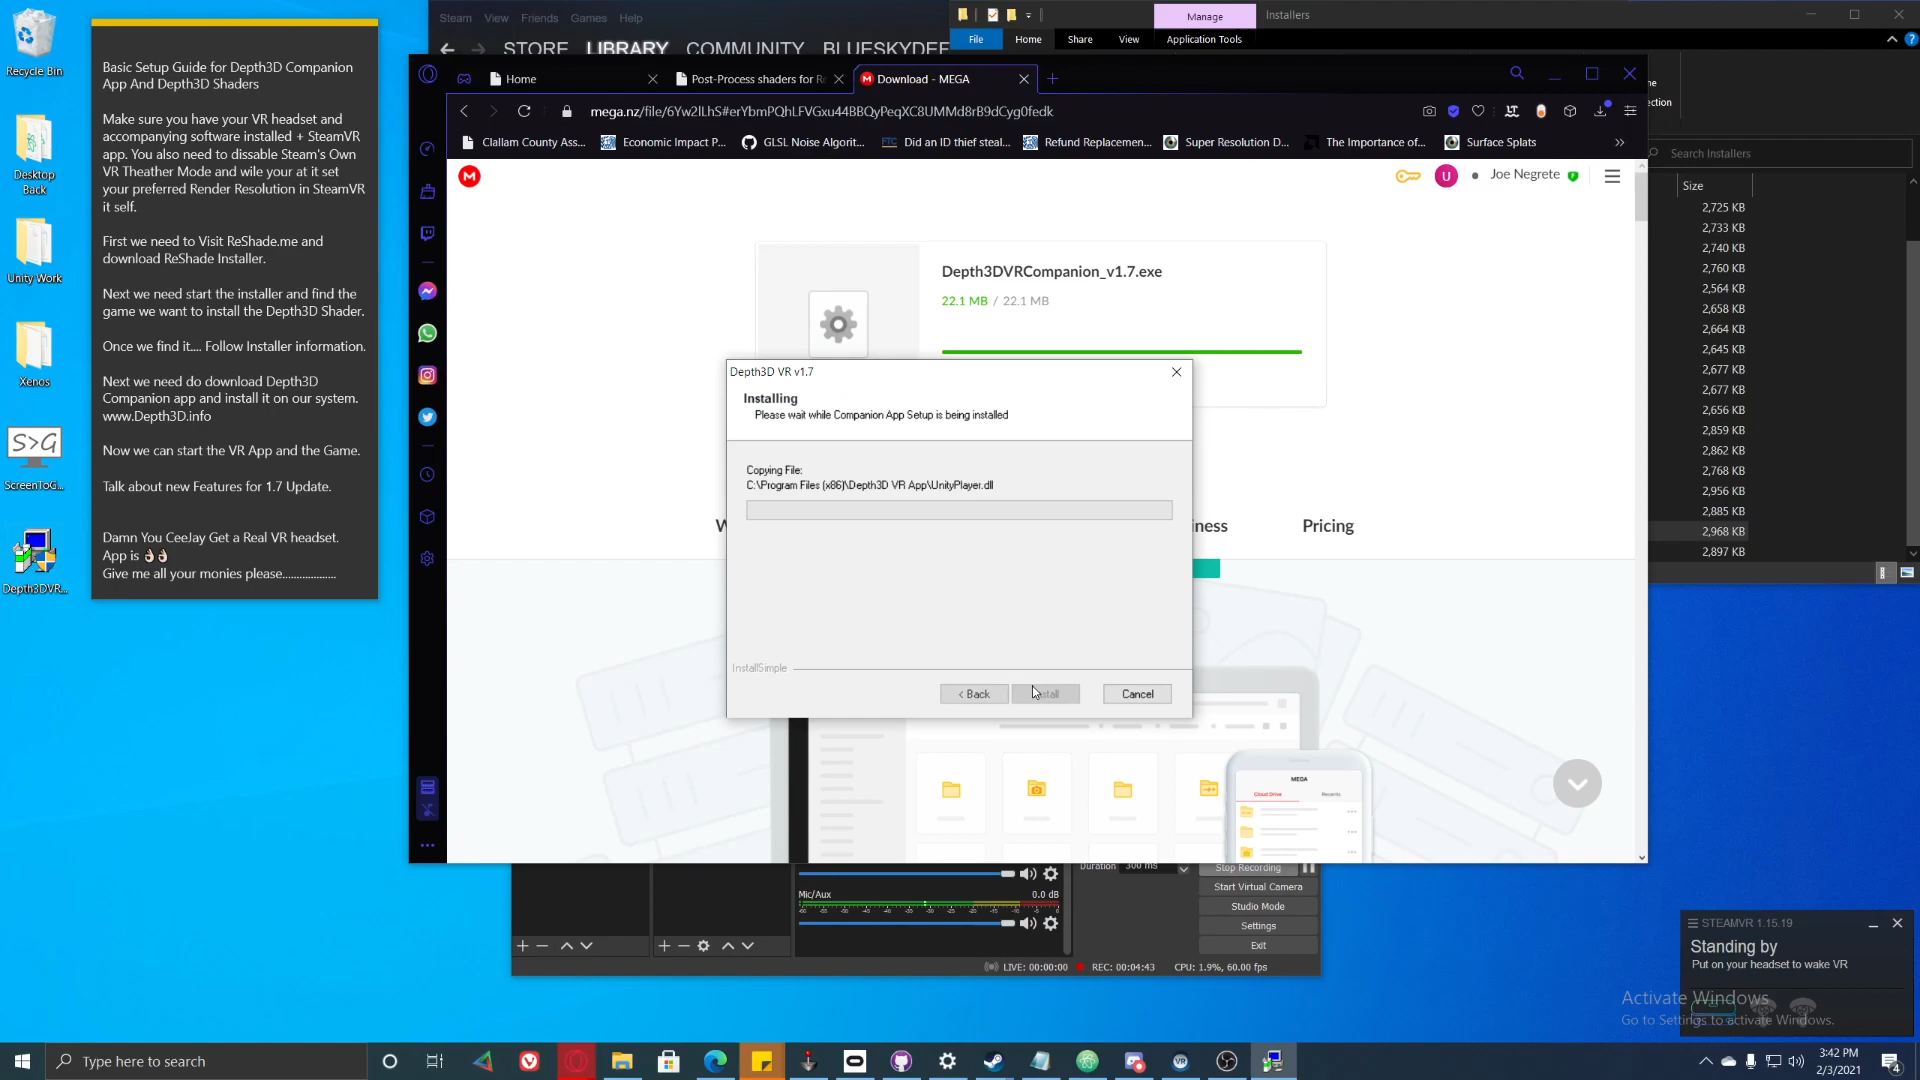 Recycle Bin
Desktop
Back
Unity Work
Xenos
S>G
ScreenToG...
Depth3DVR...
Basic Setup Guide for Depth3D Companion
App And Depth3D Shaders
Make sure you have your VR headset and
accompanying software installed + SteamVR
app. You also need to dissable Steam's Own
VR Theather Mode and wile your at it set
your preferred Render Resolution in SteamVR
it self.
First we need to Visit ReShade.me and
download ReShade Installer.
Next we need start the installer and find the
game we want to install the Depth3D Shader.
Once we find it.... Follow Installer information.
Next we need do download Depth3D
Companion app and install it on our system.
www.Depth3D.info
Now we can start the VR App and the Game.
Talk about new Features for 1.7 Update.
Damn You CeeJay Get a Real VR headset.
App is 👌🏻👌🏻
Give me all your monies please..................
Steam View Friends Games Help
STORE LIBRARY COMMUNITY BLUESKYDEF
Manage
Installers
File Home Share View Application Tools
Search Installers
Size
2,725 KB
2,733 KB
2,740 KB
2,760 KB
2,564 KB
2,658 KB
2,664 KB
2,645 KB
2,677 KB
2,677 KB
2,656 KB
2,859 KB
2,862 KB
2,768 KB
2,956 KB
2,885 KB
2,968 KB
2,897 KB
Home
Post-Process shaders for Re
Download - MEGA
mega.nz/file/6Yw2lLhS#erYbmPQhLFVGxu44BBQyPeqXC8UMMd8rB9dCyg0fedk
Clallam County Ass...
Economic Impact P...
GLSL Noise Algorit...
FTC Did an ID thief steal...
Refund Replacemen...
Super Resolution D...
The Importance of...
Surface Splats
M
U
Joe Negrete
Depth3DVRCompanion_v1.7.exe
22.1 MB / 22.1 MB
iness
Pricing
Depth3D VR v1.7
Installing
Please wait while Companion App Setup is being installed
Copying File:
C:\Program Files (x86)\Depth3D VR App\UnityPlayer.dll
InstallSimple
< Back
Cancel
MEGA
Cloud Drive
Recents
Mic/Aux
0.0 dB
Duration 300 ms
Stop Recording
Start Virtual Camera
Studio Mode
Settings
Exit
LIVE: 00:00:00
REC: 00:04:43
CPU: 1.9%, 60.00 fps
STEAMVR 1.15.19
Standing by
Put on your headset to wake VR
Activate Windows
Go to Settings to activate Windows.
Type here to search
3:42 PM
2/3/2021
4